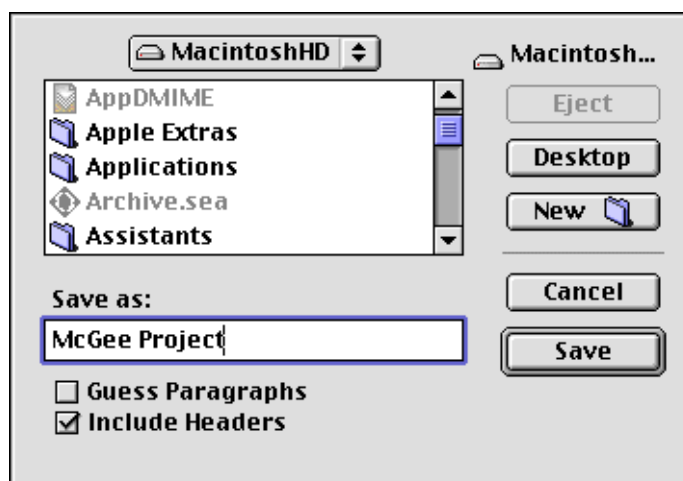 MacintoshHD
Macintosh...
AppDMIME
Apple Extras
Applications
Archive.sea
Assistants
Eject
Desktop
New
Save as:
McGee Project
Guess Paragraphs
Include Headers
Cancel
Save